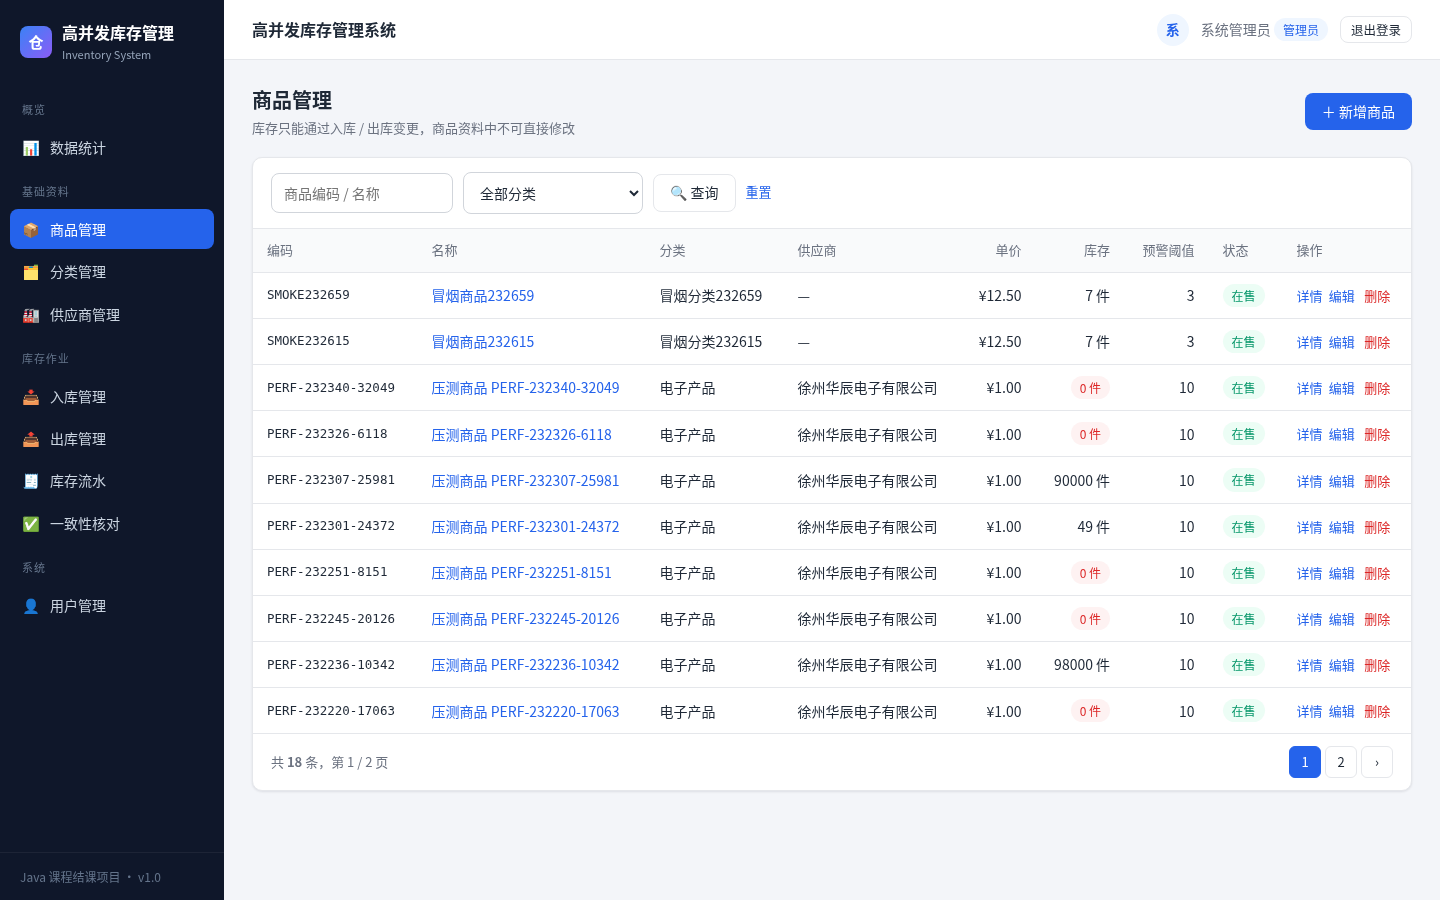 仓
高并发库存管理
Inventory System
概览
数据统计
基础资料
商品管理
分类管理
供应商管理
库存作业
入库管理
出库管理
库存流水
一致性核对
系统
用户管理
Java 课程结课项目 · v1.0
高并发库存管理系统
系 系统管理员 管理员 退出登录
商品管理
库存只能通过入库 / 出库变更，商品资料中不可直接修改
＋ 新增商品
商品编码 / 名称 全部分类 查询 重置
编码 名称 分类 供应商 单价 库存 预警阈值 状态 操作
SMOKE232659 冒烟商品232659 冒烟分类232659 — ¥12.50 7 件 3 在售 详情 编辑 删除
SMOKE232615 冒烟商品232615 冒烟分类232615 — ¥12.50 7 件 3 在售 详情 编辑 删除
PERF-232340-32049 压测商品 PERF-232340-32049 电子产品 徐州华辰电子有限公司 ¥1.00 0 件 10 在售 详情 编辑 删除
PERF-232326-6118 压测商品 PERF-232326-6118 电子产品 徐州华辰电子有限公司 ¥1.00 0 件 10 在售 详情 编辑 删除
PERF-232307-25981 压测商品 PERF-232307-25981 电子产品 徐州华辰电子有限公司 ¥1.00 90000 件 10 在售 详情 编辑 删除
PERF-232301-24372 压测商品 PERF-232301-24372 电子产品 徐州华辰电子有限公司 ¥1.00 49 件 10 在售 详情 编辑 删除
PERF-232251-8151 压测商品 PERF-232251-8151 电子产品 徐州华辰电子有限公司 ¥1.00 0 件 10 在售 详情 编辑 删除
PERF-232245-20126 压测商品 PERF-232245-20126 电子产品 徐州华辰电子有限公司 ¥1.00 0 件 10 在售 详情 编辑 删除
PERF-232236-10342 压测商品 PERF-232236-10342 电子产品 徐州华辰电子有限公司 ¥1.00 98000 件 10 在售 详情 编辑 删除
PERF-232220-17063 压测商品 PERF-232220-17063 电子产品 徐州华辰电子有限公司 ¥1.00 0 件 10 在售 详情 编辑 删除
共 18 条，第 1 / 2 页 1 2 ›